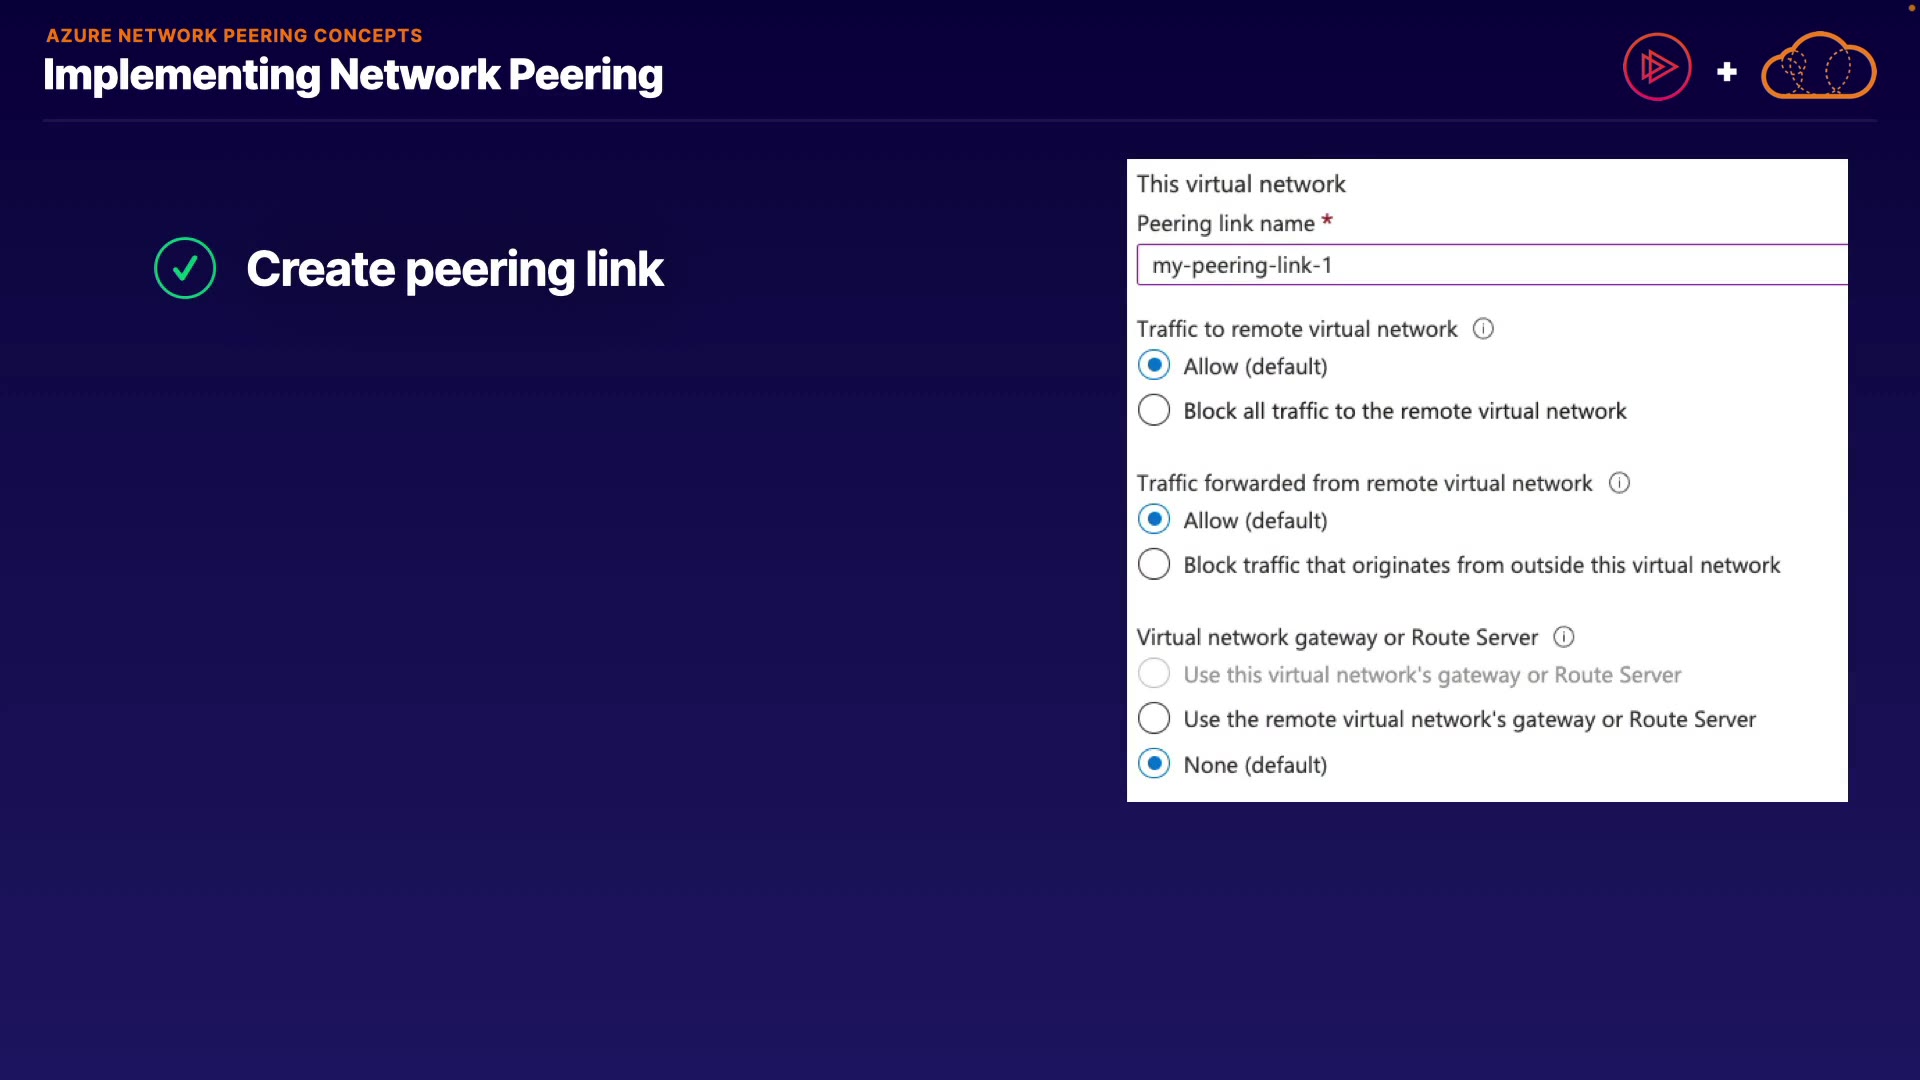 AZURE NETWORK PEERING CONCEPTS
Implementing Network Peering
Create peering link
This virtual network
Peering link name *
my-peering-link-1
Traffic to remote virtual network
Allow (default)
Block all traffic to the remote virtual network
Traffic forwarded from remote virtual network
Allow (default)
Block traffic that originates from outside this virtual network
Virtual network gateway or Route Server
Use this virtual network's gateway or Route Server
Use the remote virtual network's gateway or Route Server
None (default)